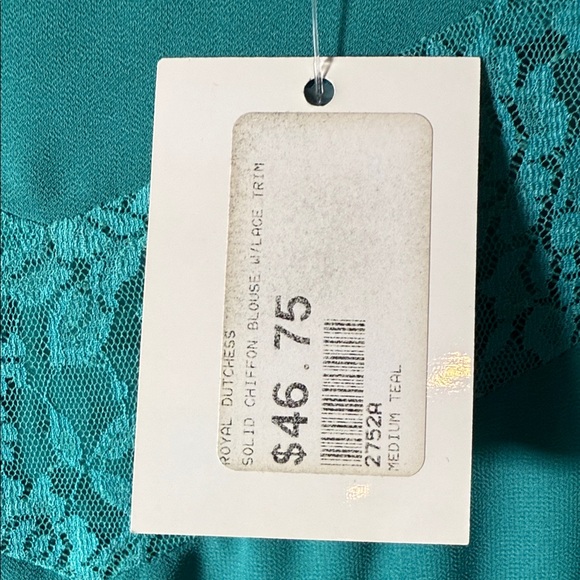 ROYAL DUTCHESS
SOLID CHIFFON BLOUSE W/LACE TRIM
$46.75
2752A
MEDIUM TEAL